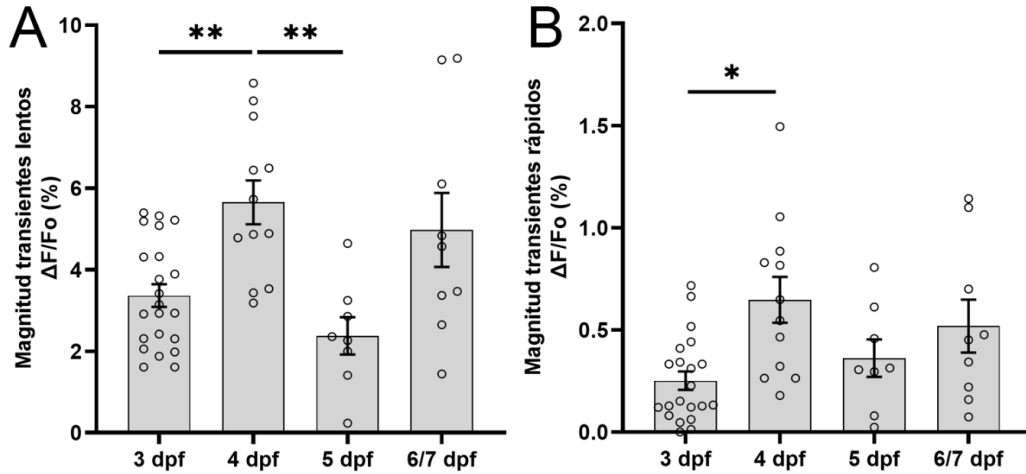 A
Magnitud transientes lentos
ΔF/Fo (%)
10
8
6
4
2
0
**
**
3 dpf
4 dpf
5 dpf
6/7 dpf
B
Magnitud transientes rápidos
ΔF/Fo (%)
2.0
1.5
1.0
0.5
0.0
*
3 dpf
4 dpf
5 dpf
6/7 dpf